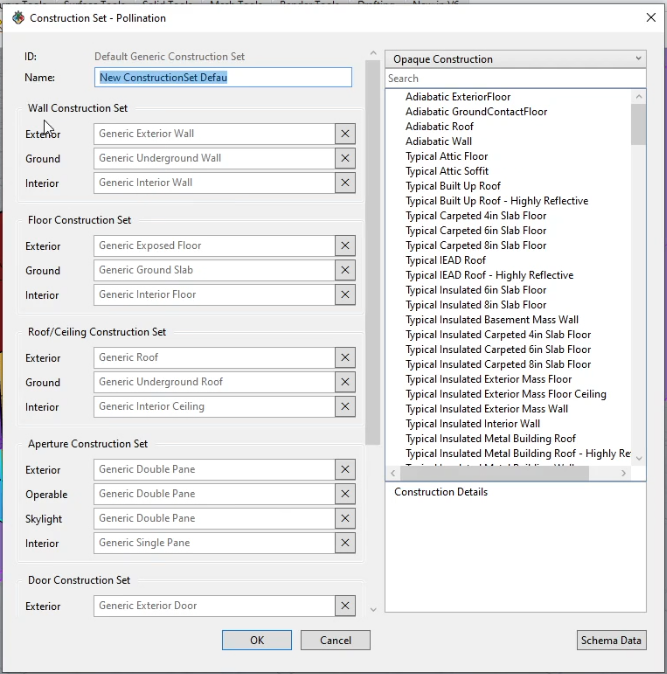 Construction Set - Pollination
ID: Default Generic Construction Set
Name: New ConstructionSet Defau
Wall Construction Set
Exterior Generic Exterior Wall
Ground Generic Underground Wall
Interior Generic Interior Wall
Floor Construction Set
Exterior Generic Exposed Floor
Ground Generic Ground Slab
Interior Generic Interior Floor
Roof/Ceiling Construction Set
Exterior Generic Roof
Ground Generic Underground Roof
Interior Generic Interior Ceiling
Aperture Construction Set
Exterior Generic Double Pane
Operable Generic Double Pane
Skylight Generic Double Pane
Interior Generic Single Pane
Door Construction Set
Exterior Generic Exterior Door
OK Cancel
Opaque Construction
Search
Adiabatic ExteriorFloor
Adiabatic GroundContactFloor
Adiabatic Roof
Adiabatic Wall
Typical Attic Floor
Typical Attic Soffit
Typical Built Up Roof
Typical Built Up Roof - Highly Reflective
Typical Carpeted 4in Slab Floor
Typical Carpeted 6in Slab Floor
Typical Carpeted 8in Slab Floor
Typical IEAD Roof
Typical IEAD Roof - Highly Reflective
Typical Insulated 6in Slab Floor
Typical Insulated 8in Slab Floor
Typical Insulated Basement Mass Wall
Typical Insulated Carpeted 4in Slab Floor
Typical Insulated Carpeted 6in Slab Floor
Typical Insulated Carpeted 8in Slab Floor
Typical Insulated Exterior Mass Floor
Typical Insulated Exterior Mass Floor Ceiling
Typical Insulated Exterior Mass Wall
Typical Insulated Interior Wall
Typical Insulated Metal Building Roof
Typical Insulated Metal Building Roof - Highly Re
Construction Details
Schema Data